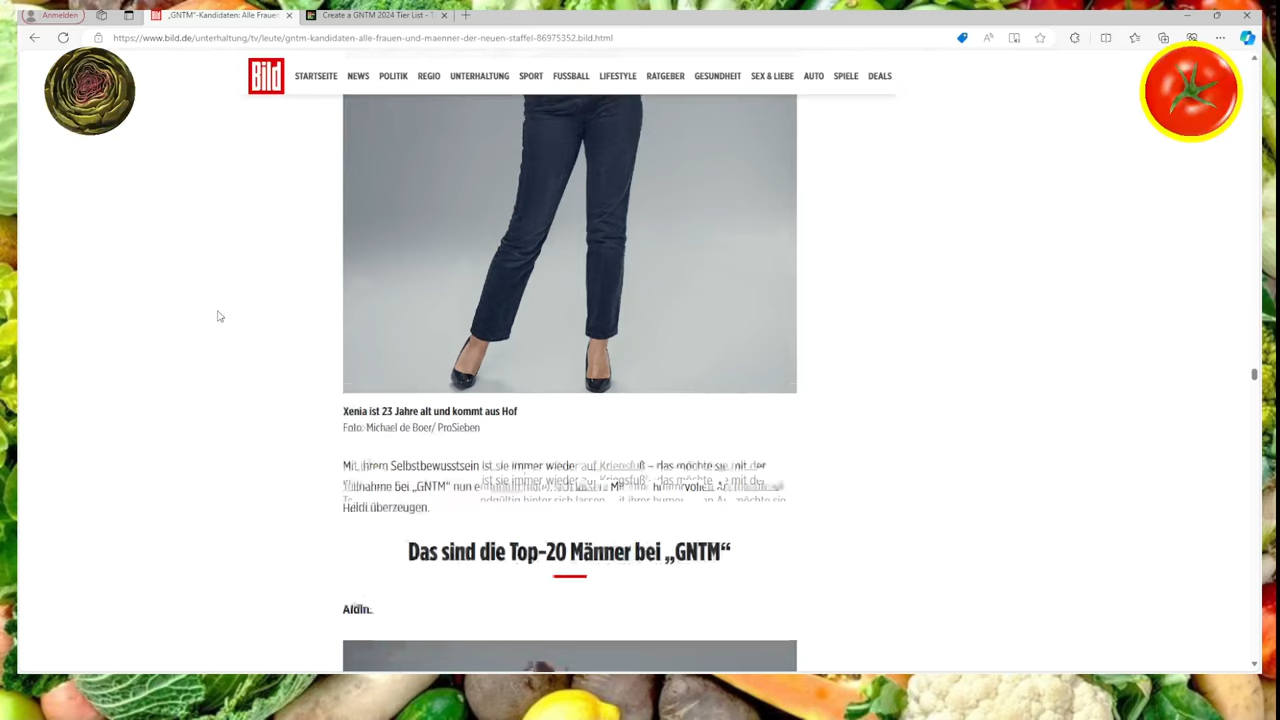 Anmelden
„GNTM“-Kandidaten: Alle Frauen
Create a GNTM 2024 Tier List - T
https://www.bild.de/unterhaltung/tv/leute/gntm-kandidaten-alle-frauen-und-maenner-der-neuen-staffel-86975352.bild.html
Bild
STARTSEITE NEWS POLITIK REGIO UNTERHALTUNG SPORT FUSSBALL LIFESTYLE RATGEBER GESUNDHEIT SEX & LIEBE AUTO SPIELE DEALS
Xenia ist 23 Jahre alt und kommt aus Hof
Foto: Michael de Boer/ ProSieben
Mit ihrem Selbstbewusstsein ist sie immer wieder auf Kriegsfuß – das möchte sie mit der
Teilnahme bei „GNTM“ nun
Heidi überzeugen.
Das sind die Top-20 Männer bei „GNTM“